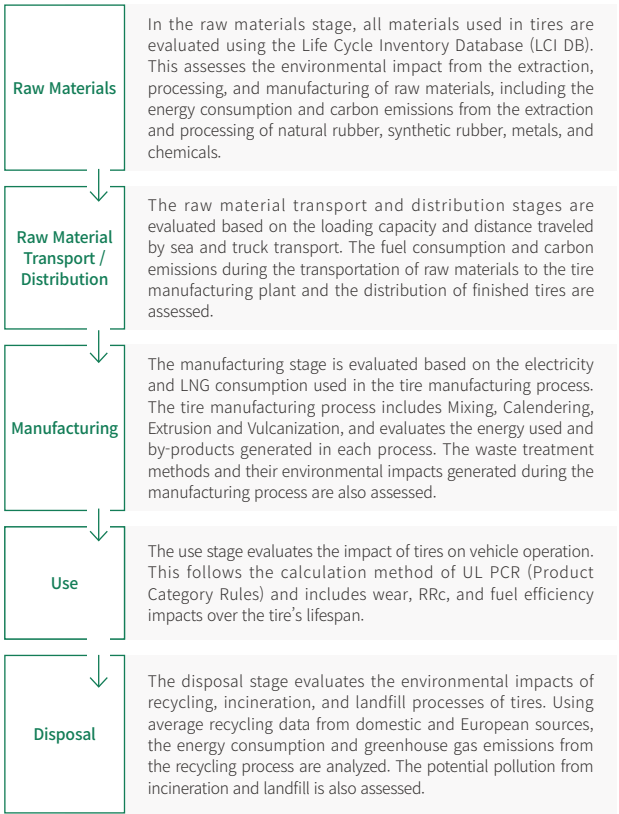 Raw Materials
In the raw materials stage, all materials used in tires are
evaluated using the Life Cycle Inventory Database (LCI DB).
This assesses the environmental impact from the extraction,
processing, and manufacturing of raw materials, including the
energy consumption and carbon emissions from the extraction
and processing of natural rubber, synthetic rubber, metals, and
chemicals.
Raw Material
Transport /
Distribution
The raw material transport and distribution stages are
evaluated based on the loading capacity and distance traveled
by sea and truck transport. The fuel consumption and carbon
emissions during the transportation of raw materials to the tire
manufacturing plant and the distribution of finished tires are
assessed.
Manufacturing
The manufacturing stage is evaluated based on the electricity
and LNG consumption used in the tire manufacturing process.
The tire manufacturing process includes Mixing, Calendering,
Extrusion and Vulcanization, and evaluates the energy used and
by-products generated in each process. The waste treatment
methods and their environmental impacts generated during the
manufacturing process are also assessed.
Use
The use stage evaluates the impact of tires on vehicle operation.
This follows the calculation method of UL PCR (Product
Category Rules) and includes wear, RRc, and fuel efficiency
impacts over the tire’s lifespan.
Disposal
The disposal stage evaluates the environmental impacts of
recycling, incineration, and landfill processes of tires. Using
average recycling data from domestic and European sources,
the energy consumption and greenhouse gas emissions from
the recycling process are analyzed. The potential pollution from
incineration and landfill is also assessed.